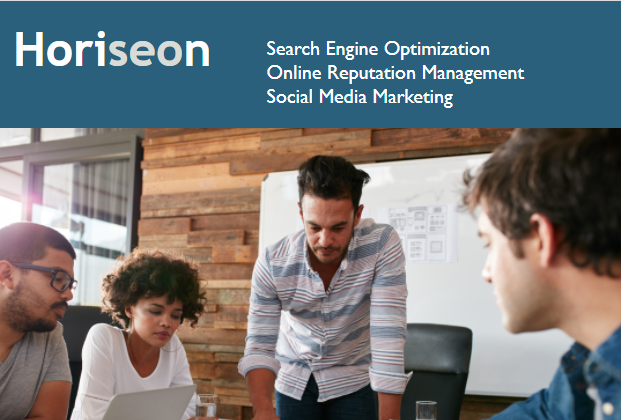 Horiseon
Search Engine Optimization
Online Reputation Management
Social Media Marketing